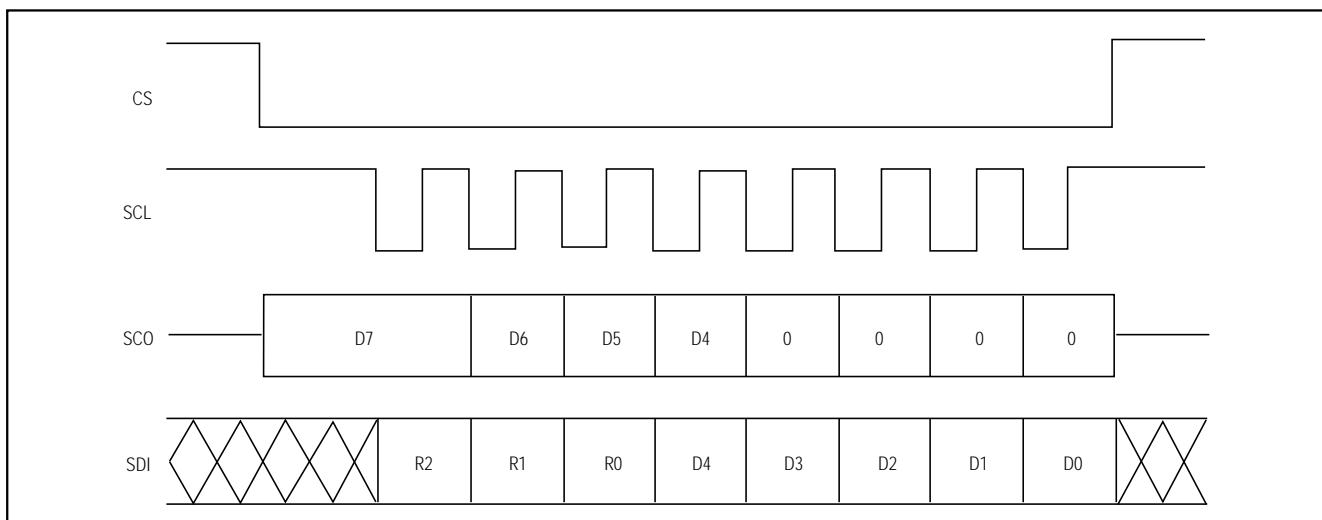 CS
SCL
SCO D7 D6 D5 D4 0 0 0 0
SDI R2 R1 R0 D4 D3 D2 D1 D0